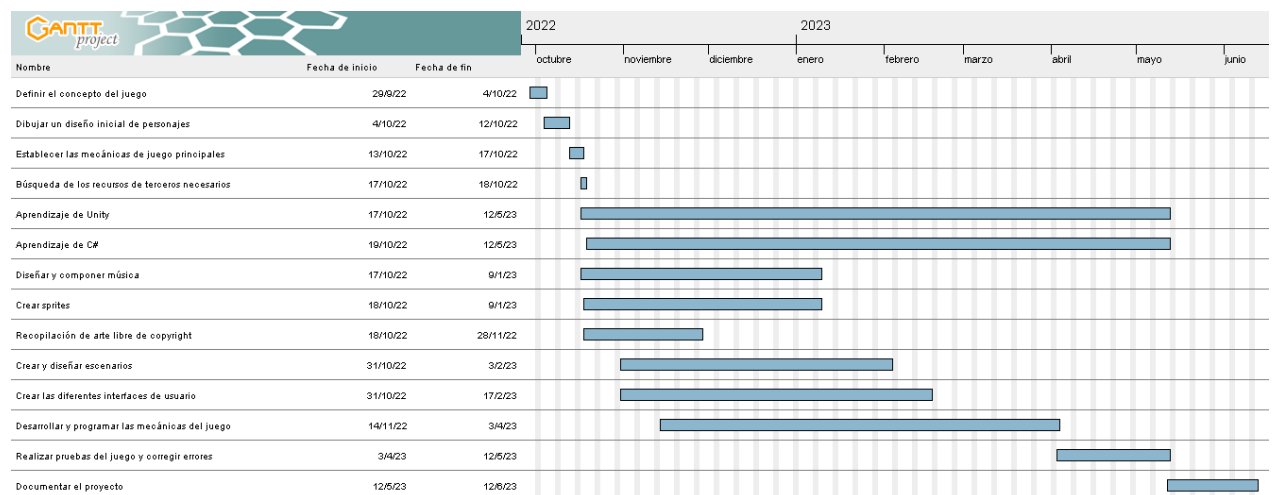 GANTT project
2022 2023
octubre noviembre diciembre enero febrero marzo abril mayo junio
Nombre Fecha de inicio Fecha de fin
Definir el concepto del juego 29/9/22 4/10/22
Dibujar un diseño inicial de personajes 4/10/22 12/10/22
Establecer las mecánicas de juego principales 13/10/22 17/10/22
Búsqueda de los recursos de terceros necesarios 17/10/22 18/10/22
Aprendizaje de Unity 17/10/22 12/5/23
Aprendizaje de C# 19/10/22 12/5/23
Diseñar y componer música 17/10/22 9/1/23
Crear sprites 18/10/22 9/1/23
Recopilación de arte libre de copyright 18/10/22 28/11/22
Crear y diseñar escenarios 31/10/22 3/2/23
Crear las diferentes interfaces de usuario 31/10/22 17/2/23
Desarrollar y programar las mecánicas del juego 14/11/22 3/4/23
Realizar pruebas del juego y corregir errores 3/4/23 12/5/23
Documentar el proyecto 12/5/23 12/6/23